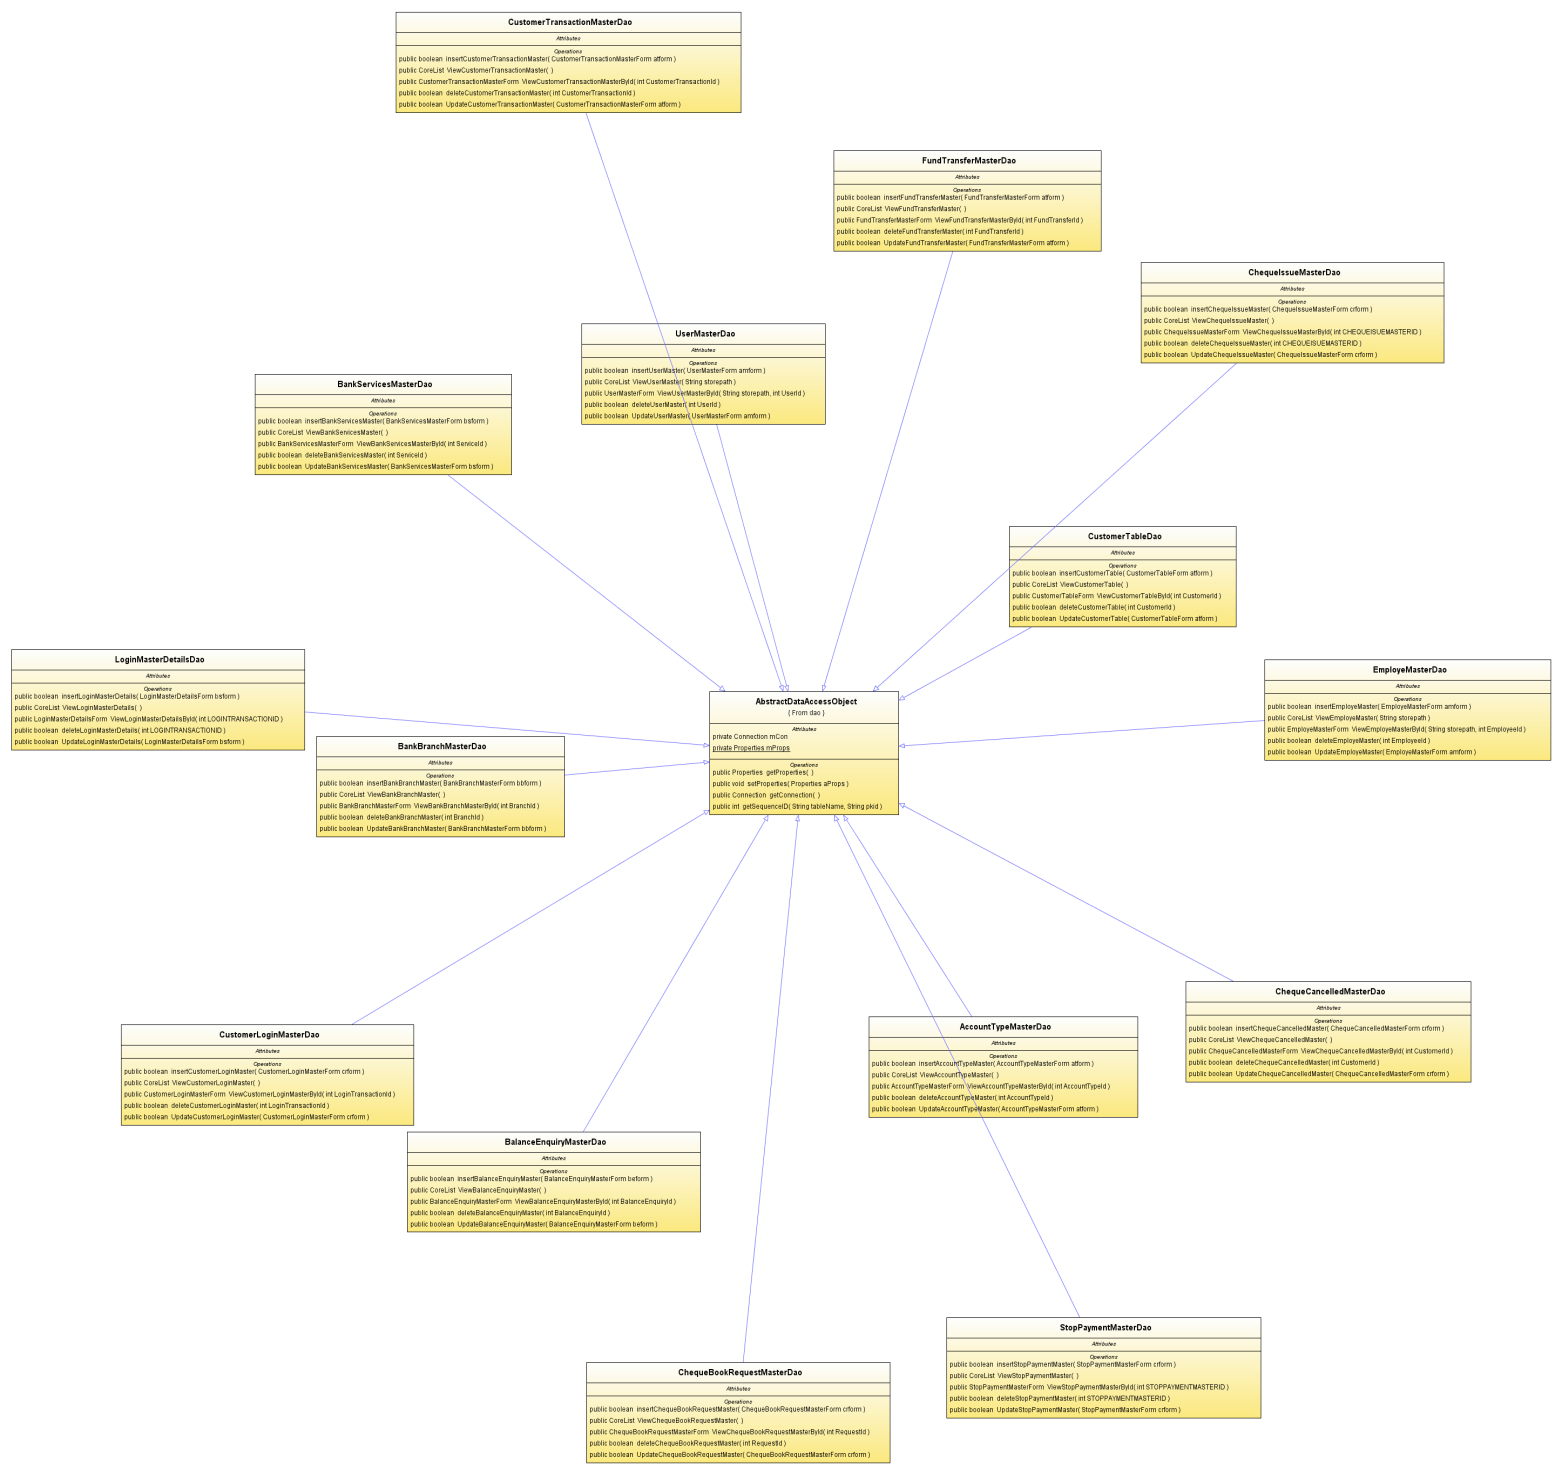 CustomerTransactionMasterDao
Attributes
Operations
public boolean insertCustomerTransactionMaster( CustomerTransactionMasterForm atform )
public CoreList ViewCustomerTransactionMaster( )
public CustomerTransactionMasterForm ViewCustomerTransactionMasterById( int CustomerTransactionId )
public boolean deleteCustomerTransactionMaster( int CustomerTransactionId )
public boolean UpdateCustomerTransactionMaster( CustomerTransactionMasterForm atform )
FundTransferMasterDao
Attributes
Operations
public boolean insertFundTransferMaster( FundTransferMasterForm atform )
public CoreList ViewFundTransferMaster( )
public FundTransferMasterForm ViewFundTransferMasterById( int FundTransferId )
public boolean deleteFundTransferMaster( int FundTransferId )
public boolean UpdateFundTransferMaster( FundTransferMasterForm atform )
ChequeIssueMasterDao
Attributes
Operations
public boolean insertChequeIssueMaster( ChequeIssueMasterForm crform )
public CoreList ViewChequeIssueMaster( )
public ChequeIssueMasterForm ViewChequeIssueMasterById( int CHEQUEISUEMASTERID )
public boolean deleteChequeIssueMaster( int CHEQUEISUEMASTERID )
public boolean UpdateChequeIssueMaster( ChequeIssueMasterForm crform )
UserMasterDao
Attributes
Operations
public boolean insertUserMaster( UserMasterForm amform )
public CoreList ViewUserMaster( String storepath )
public UserMasterForm ViewUserMasterById( String storepath, int UserId )
public boolean deleteUserMaster( int UserId )
public boolean UpdateUserMaster( UserMasterForm amform )
BankServicesMasterDao
Attributes
Operations
public boolean insertBankServicesMaster( BankServicesMasterForm bsform )
public CoreList ViewBankServicesMaster( )
public BankServicesMasterForm ViewBankServicesMasterById( int ServiceId )
public boolean deleteBankServicesMaster( int ServiceId )
public boolean UpdateBankServicesMaster( BankServicesMasterForm bsform )
CustomerTableDao
Attributes
Operations
public boolean insertCustomerTable( CustomerTableForm atform )
public CoreList ViewCustomerTable( )
public CustomerTableForm ViewCustomerTableById( int CustomerId )
public boolean deleteCustomerTable( int CustomerId )
public boolean UpdateCustomerTable( CustomerTableForm atform )
LoginMasterDetailsDao
Attributes
Operations
public boolean insertLoginMasterDetails( LoginMasterDetailsForm bsform )
public CoreList ViewLoginMasterDetails( )
public LoginMasterDetailsForm ViewLoginMasterDetailsById( int LOGINTRANSACTIONID )
public boolean deleteLoginMasterDetails( int LOGINTRANSACTIONID )
public boolean UpdateLoginMasterDetails( LoginMasterDetailsForm bsform )
EmployeMasterDao
Attributes
Operations
public boolean insertEmployeMaster( EmployeMasterForm amform )
public CoreList ViewEmployeMaster( String storepath )
public EmployeMasterForm ViewEmployeMasterById( String storepath, int EmployeeId )
public boolean deleteEmployeMaster( int EmployeeId )
public boolean UpdateEmployeMaster( EmployeMasterForm amform )
AbstractDataAccessObject
{ From dao }
Attributes
private Connection mCon
private Properties mProps
Operations
public Properties getProperties( )
public void setProperties( Properties aProps )
public Connection getConnection( )
public int getSequenceID( String tableName, String pkid )
BankBranchMasterDao
Attributes
Operations
public boolean insertBankBranchMaster( BankBranchMasterForm bbform )
public CoreList ViewBankBranchMaster( )
public BankBranchMasterForm ViewBankBranchMasterById( int BranchId )
public boolean deleteBankBranchMaster( int BranchId )
public boolean UpdateBankBranchMaster( BankBranchMasterForm bbform )
ChequeCancelledMasterDao
Attributes
Operations
public boolean insertChequeCancelledMaster( ChequeCancelledMasterForm crform )
public CoreList ViewChequeCancelledMaster( )
public ChequeCancelledMasterForm ViewChequeCancelledMasterById( int CustomerId )
public boolean deleteChequeCancelledMaster( int CustomerId )
public boolean UpdateChequeCancelledMaster( ChequeCancelledMasterForm crform )
AccountTypeMasterDao
Attributes
Operations
public boolean insertAccountTypeMaster( AccountTypeMasterForm atform )
public CoreList ViewAccountTypeMaster( )
public AccountTypeMasterForm ViewAccountTypeMasterById( int AccountTypeId )
public boolean deleteAccountTypeMaster( int AccountTypeId )
public boolean UpdateAccountTypeMaster( AccountTypeMasterForm atform )
CustomerLoginMasterDao
Attributes
Operations
public boolean insertCustomerLoginMaster( CustomerLoginMasterForm crform )
public CoreList ViewCustomerLoginMaster( )
public CustomerLoginMasterForm ViewCustomerLoginMasterById( int LoginTransactionId )
public boolean deleteCustomerLoginMaster( int LoginTransactionId )
public boolean UpdateCustomerLoginMaster( CustomerLoginMasterForm crform )
BalanceEnquiryMasterDao
Attributes
Operations
public boolean insertBalanceEnquiryMaster( BalanceEnquiryMasterForm beform )
public CoreList ViewBalanceEnquiryMaster( )
public BalanceEnquiryMasterForm ViewBalanceEnquiryMasterById( int BalanceEnquiryId )
public boolean deleteBalanceEnquiryMaster( int BalanceEnquiryId )
public boolean UpdateBalanceEnquiryMaster( BalanceEnquiryMasterForm beform )
StopPaymentMasterDao
Attributes
Operations
public boolean insertStopPaymentMaster( StopPaymentMasterForm crform )
public CoreList ViewStopPaymentMaster( )
public StopPaymentMasterForm ViewStopPaymentMasterById( int STOPPAYMENTMASTERID )
public boolean deleteStopPaymentMaster( int STOPPAYMENTMASTERID )
public boolean UpdateStopPaymentMaster( StopPaymentMasterForm crform )
ChequeBookRequestMasterDao
Attributes
Operations
public boolean insertChequeBookRequestMaster( ChequeBookRequestMasterForm crform )
public CoreList ViewChequeBookRequestMaster( )
public ChequeBookRequestMasterForm ViewChequeBookRequestMasterById( int RequestId )
public boolean deleteChequeBookRequestMaster( int RequestId )
public boolean UpdateChequeBookRequestMaster( ChequeBookRequestMasterForm crform )